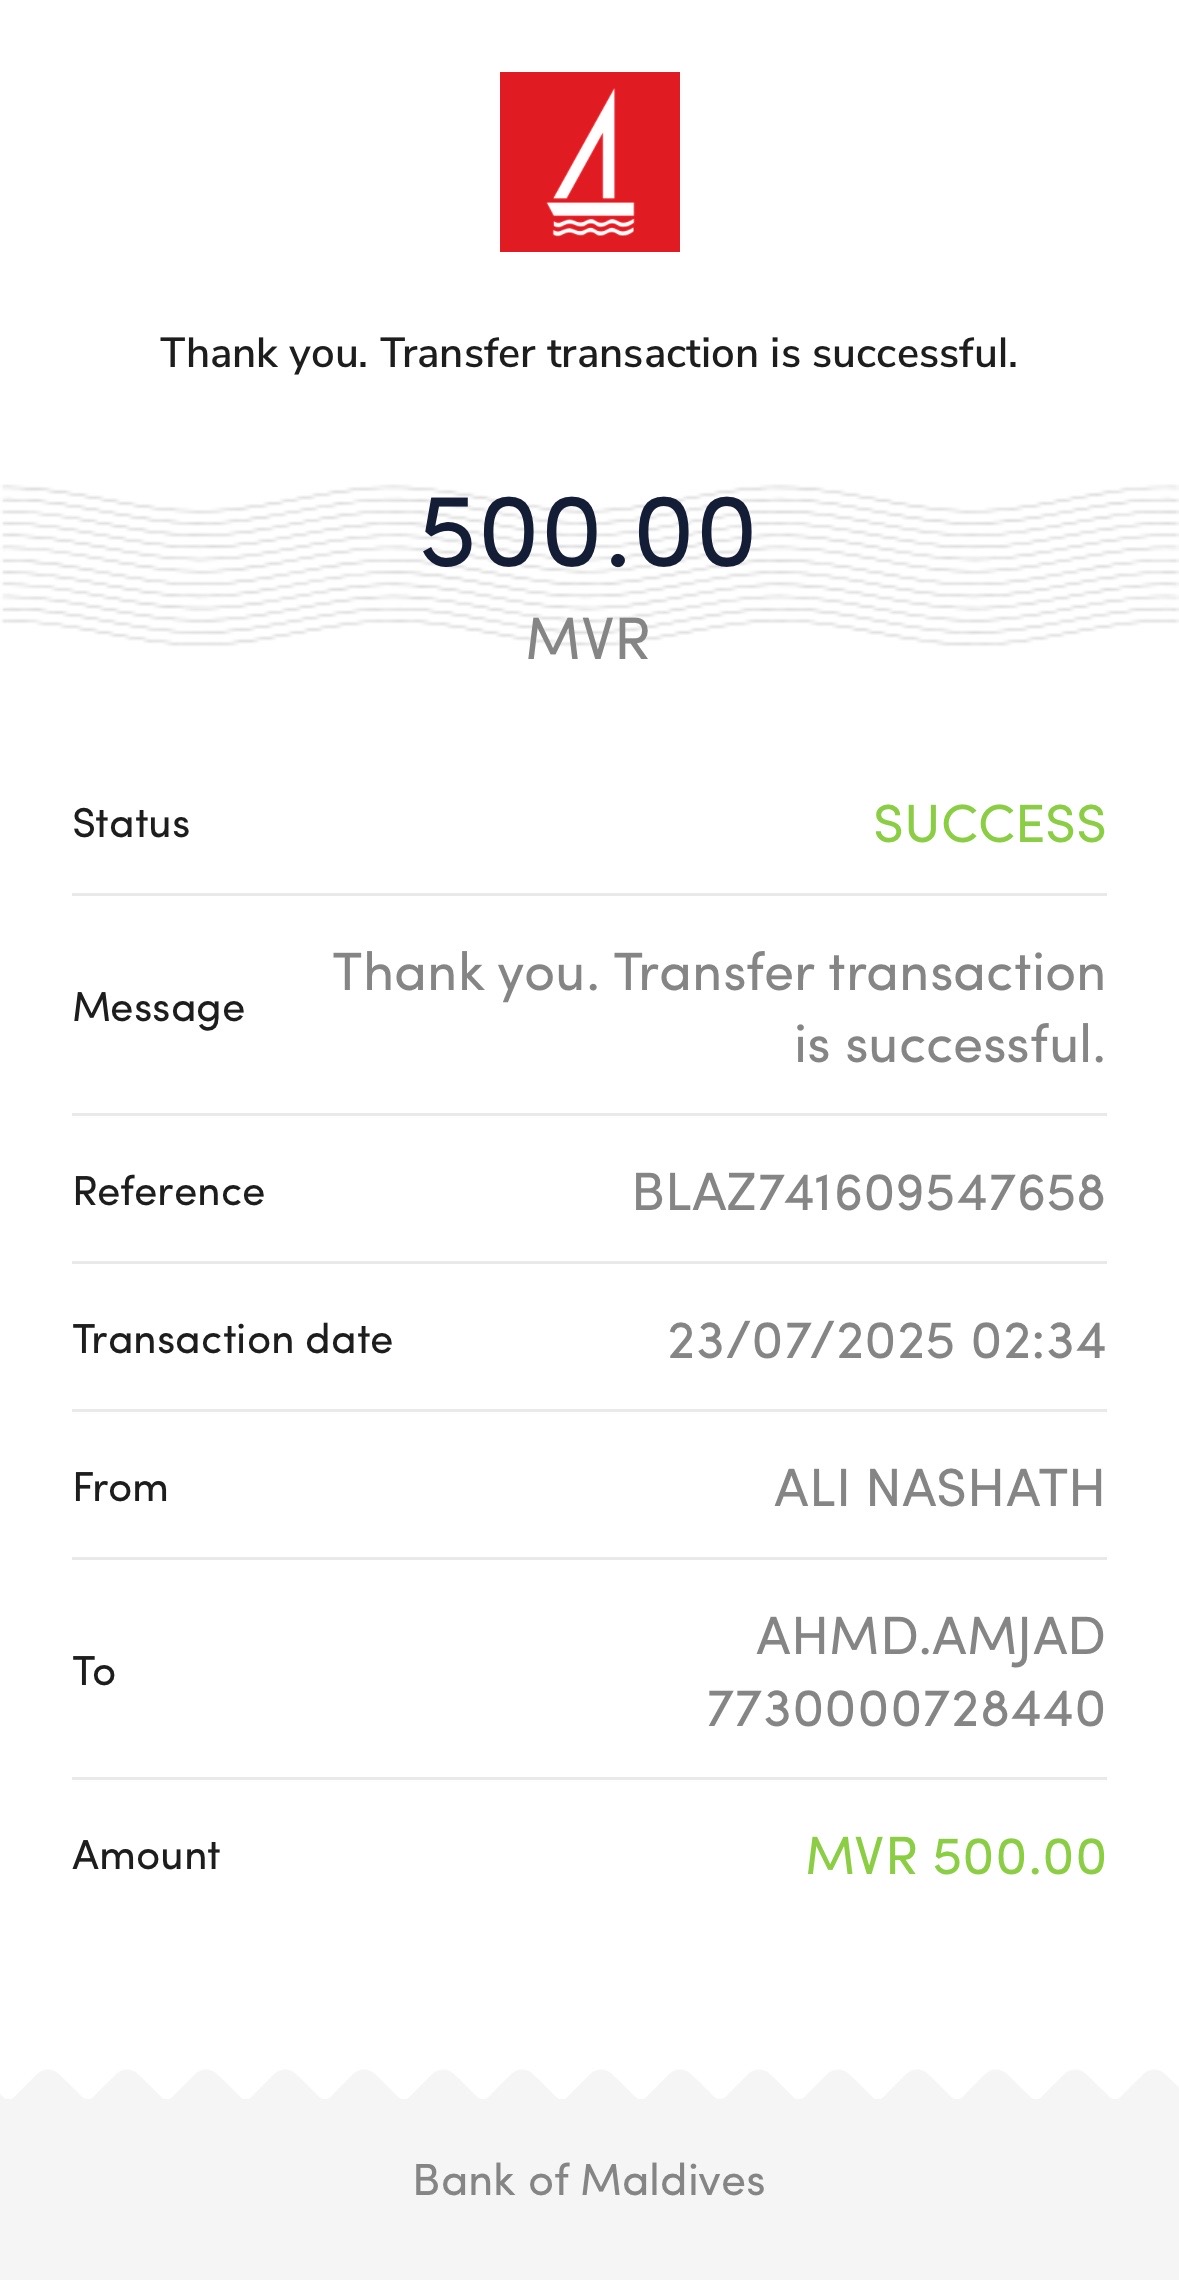 Thank you. Transfer transaction is successful.
500.00
MVR
Status
SUCCESS
Message
Thank you. Transfer transaction
is successful.
Reference
BLAZ741609547658
Transaction date
23/07/2025 02:34
From
ALI NASHATH
To
AHMD.AMJAD
7730000728440
Amount
MVR 500.00
Bank of Maldives